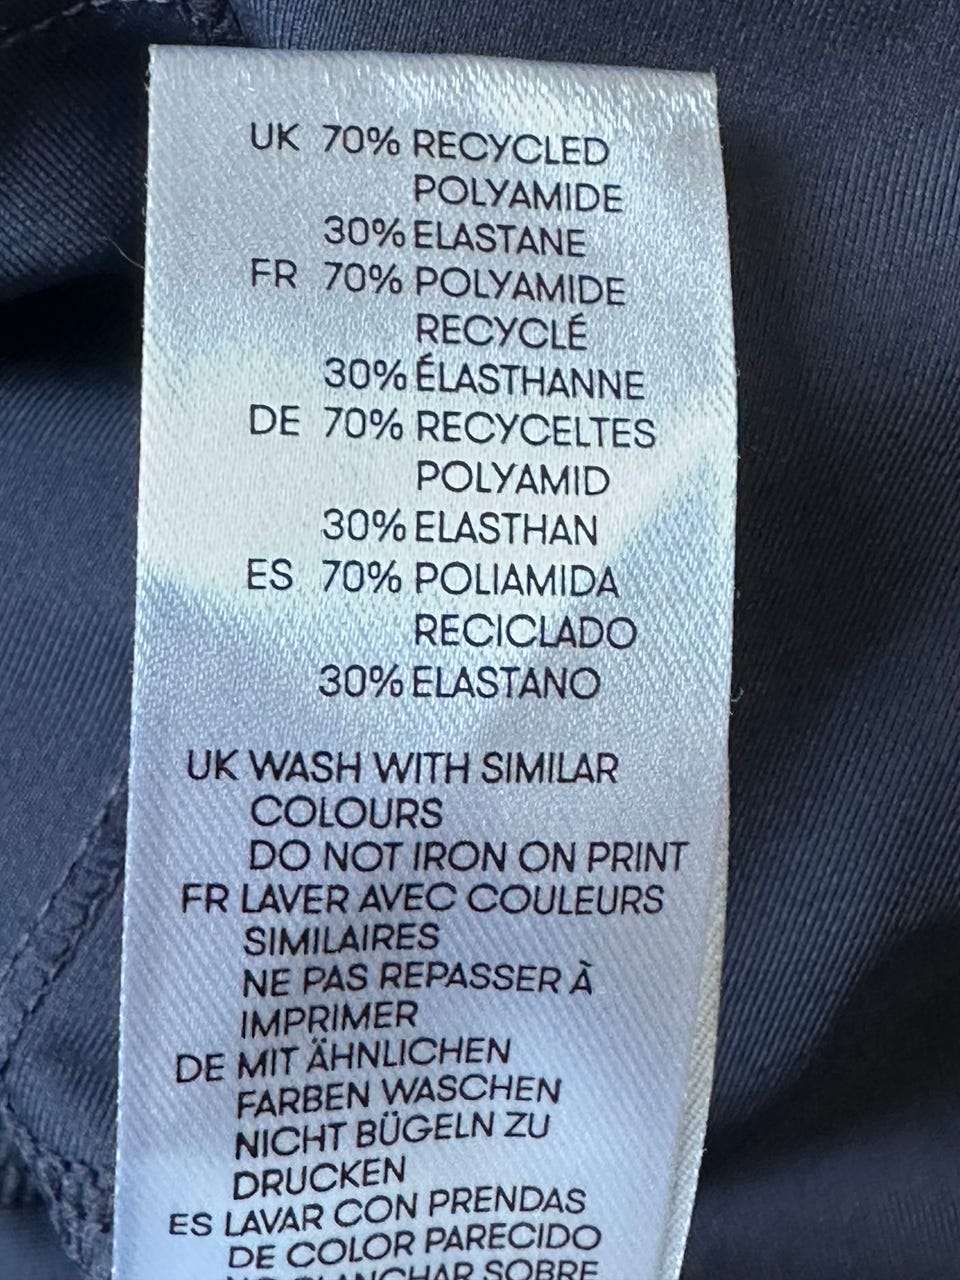 UK 70% RECYCLED
POLYAMIDE
30% ELASTANE
FR 70% POLYAMIDE
RECYCLÉ
30% ÉLASTHANNE
DE 70% RECYCELTES
POLYAMID
30% ELASTHAN
ES 70% POLIAMIDA
RECICLADO
30% ELASTANO
UK WASH WITH SIMILAR
COLOURS
DO NOT IRON ON PRINT
FR LAVER AVEC COULEURS
SIMILAIRES
NE PAS REPASSER À
IMPRIMER
DE MIT ÄHNLICHEN
FARBEN WASCHEN
NICHT BÜGELN ZU
DRUCKEN
ES LAVAR CON PRENDAS
DE COLOR PARECIDO
NO PLANCHAR SOBRE